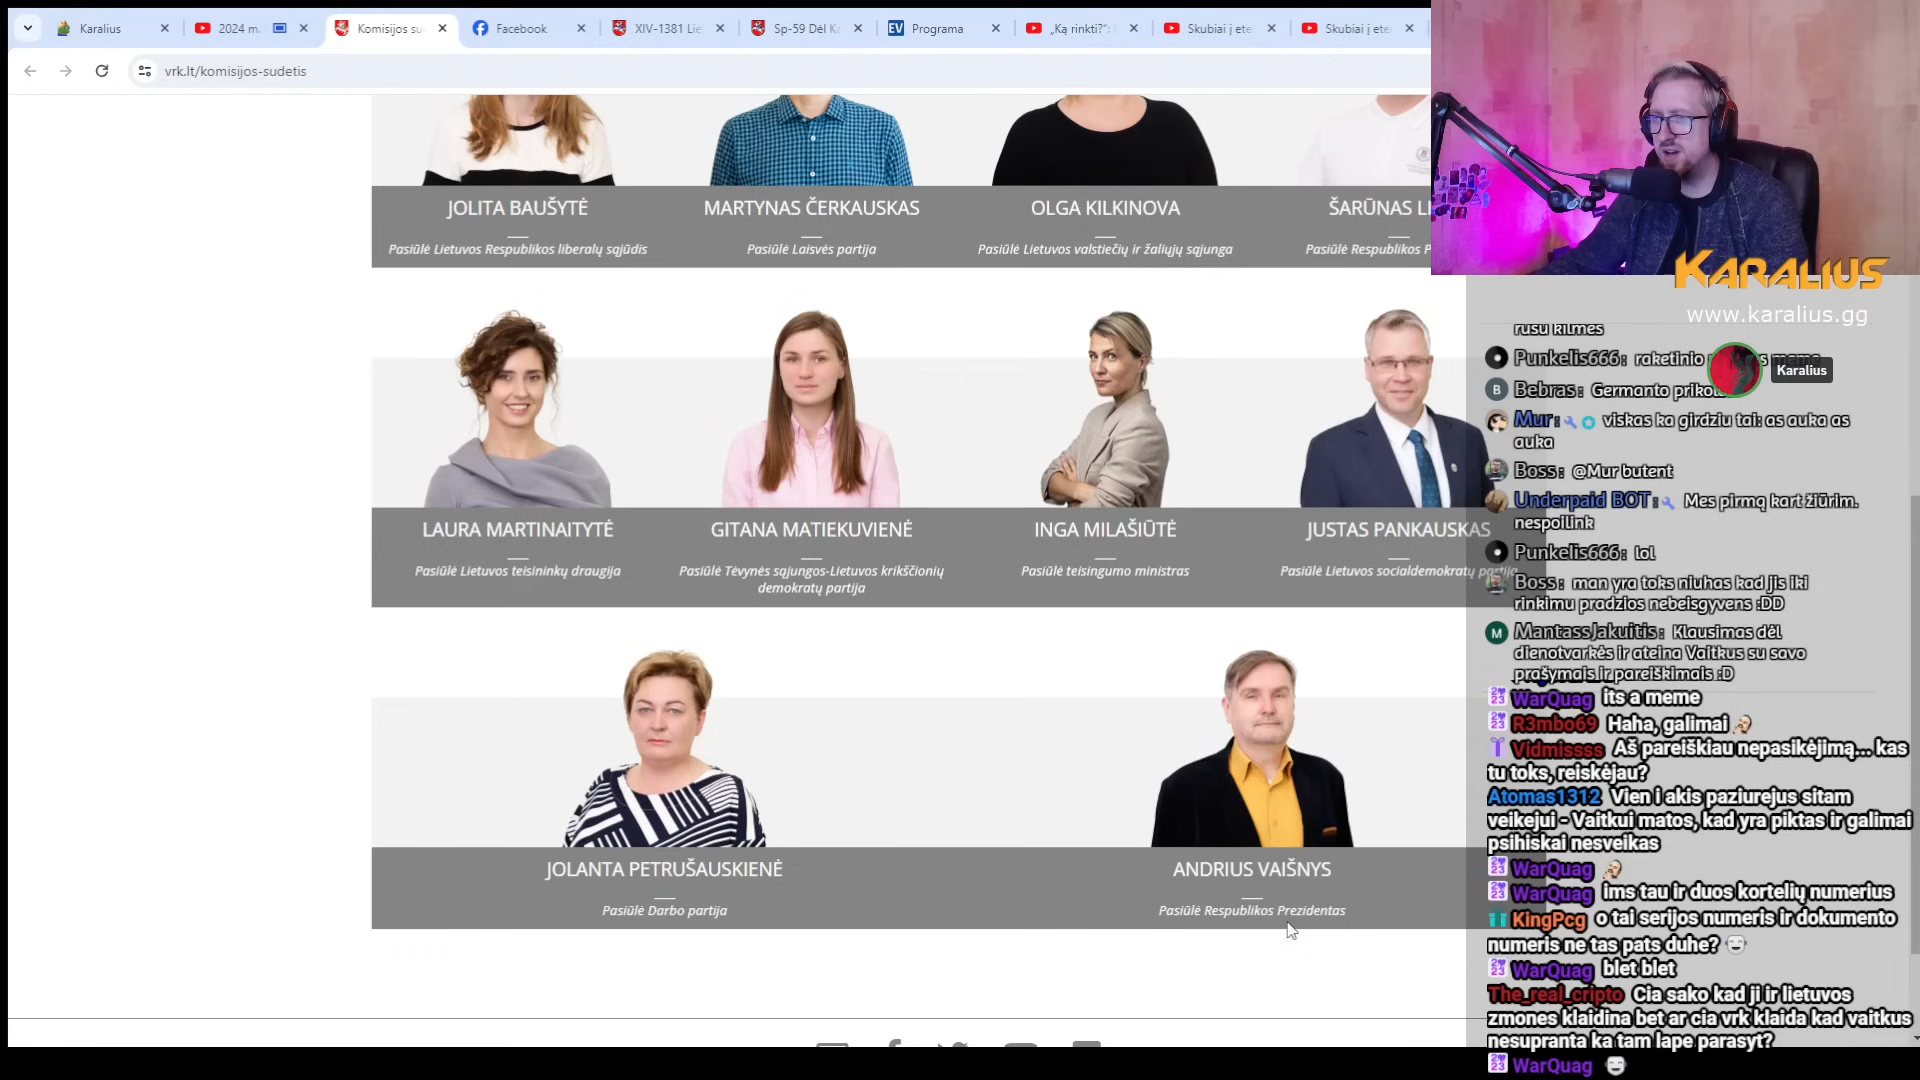 Karalius
2024 m.
Komisijos su
Facebook
XIV-1381 Lie
Sp-59 Dėl Ka
EV
Programa
„Ką rinkti?“:
Skubiai į ete
Skubiai į ete
vrk.lt/komisijos-sudetis
JOLITA BAUŠYTĖ
Pasiūlė Lietuvos Respublikos liberalų sąjūdis
MARTYNAS ČERKAUSKAS
Pasiūlė Laisvės partija
OLGA KILKINOVA
Pasiūlė Lietuvos valstiečių ir žaliųjų sąjunga
ŠARŪNAS L
Pasiūlė Respublikos P
LAURA MARTINAITYTĖ
Pasiūlė Lietuvos teisininkų draugija
GITANA MATIEKUVIENĖ
Pasiūlė Tėvynės sąjungos-Lietuvos krikščionių
demokratų partija
INGA MILAŠIŪTĖ
Pasiūlė teisingumo ministras
JUSTAS PANKAUSKAS
Pasiūlė Lietuvos socialdemokratų partija
JOLANTA PETRUŠAUSKIENĖ
Pasiūlė Darbo partija
ANDRIUS VAIŠNYS
Pasiūlė Respublikos Prezidentas
KARALIUS
www.karalius.gg
rusu kilmes
Punkelis666: raketinio
Karalius
B Bebras: Germanto
Mur: viskas ka girdziu tai: as auka as
auka
Boss: @Mur butent
Underpaid BOT: Mes pirmą kart žiūrim.
nespoilink
Punkelis666: lol
Boss: man yra toks niuhas kad jis iki
rinkimu pradzios nebeisgyvens :DD
M MantassJakuitis: Klausimas dėl
dienotvarkės ir ateina Vaitkus su savo
prašymais ir pareiškimais :D
WarQuag its a meme
R3mbo69 Haha, galimai
Vidmissss Aš pareiškiau nepasikėjimą... kas
tu toks, reiskėjau?
Atomas1312 Vien i akis paziurejus sitam
veikejui - Vaitkui matos, kad yra piktas ir galimai
psihiskai nesveikas
WarQuag
WarQuag ims tau ir duos kortelių numerius
KingPcg o tai serijos numeris ir dokumento
numeris ne tas pats duhe?
WarQuag blet blet
The_real_cripto Cia sako kad ji ir lietuvos
zmones klaidina bet ar cia vrk klaida kad vaitkus
nesupranta ka tam lape parasyt?
WarQuag